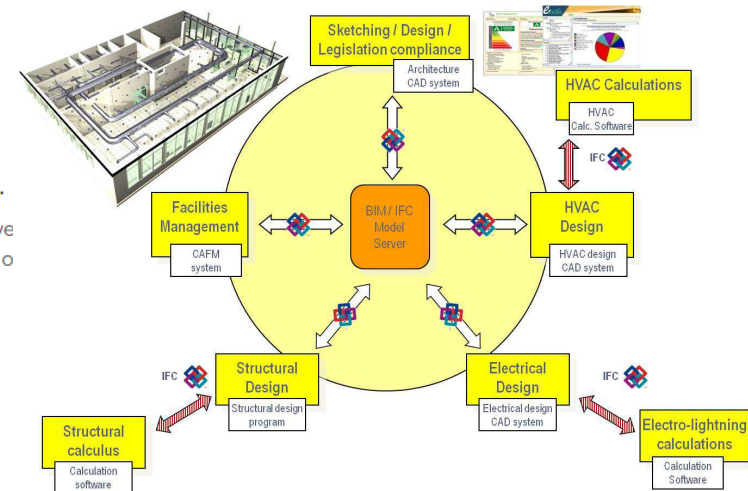 Sketching / Design /
Legislation compliance
Architecture
CAD system
HVAC Calculations
HVAC
Calc. Software
IFC
Facilities
Management
CAFM
system
BIM / IFC
Model
Server
HVAC
Design
HVAC design
CAD system
IFC
Structural
Design
Structural design
program
Electrical
Design
Electrical design
CAD system
IFC
Structural
calculus
Calculation
software
Electro-lightning
calculations
Calculation
Software